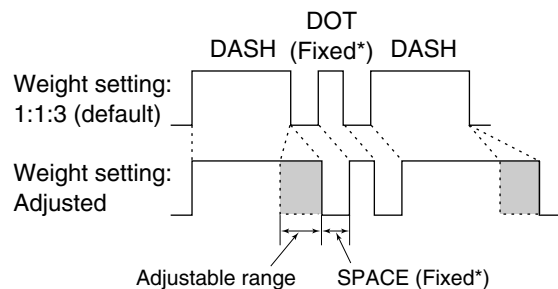 DOT
DASH (Fixed*) DASH
Weight setting:
1:1:3 (default)
Weight setting:
Adjusted
Adjustable range SPACE (Fixed*)